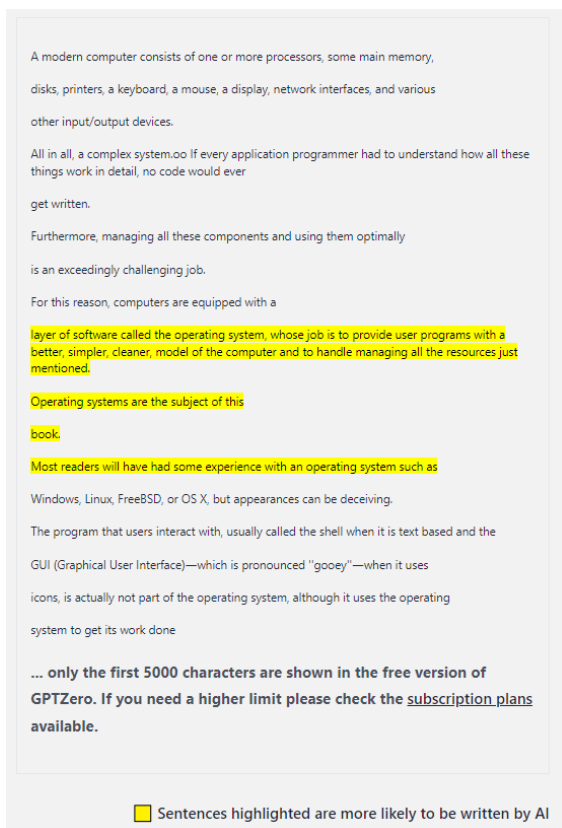 A modern computer consists of one or more processors, some main memory,
disks, printers, a keyboard, a mouse, a display, network interfaces, and various
other input/output devices.
All in all, a complex system.oo If every application programmer had to understand how all these
things work in detail, no code would ever
get written.
Furthermore, managing all these components and using them optimally
is an exceedingly challenging job.
For this reason, computers are equipped with a
layer of software called the operating system, whose job is to provide user programs with a
better, simpler, cleaner, model of the computer and to handle managing all the resources just
mentioned.
Operating systems are the subject of this
book.
Most readers will have had some experience with an operating system such as
Windows, Linux, FreeBSD, or OS X, but appearances can be deceiving.
The program that users interact with, usually called the shell when it is text based and the
GUI (Graphical User Interface)—which is pronounced ''gooey''—when it uses
icons, is actually not part of the operating system, although it uses the operating
system to get its work done
... only the first 5000 characters are shown in the free version of
GPTZero. If you need a higher limit please check the subscription plans
available.
Sentences highlighted are more likely to be written by AI